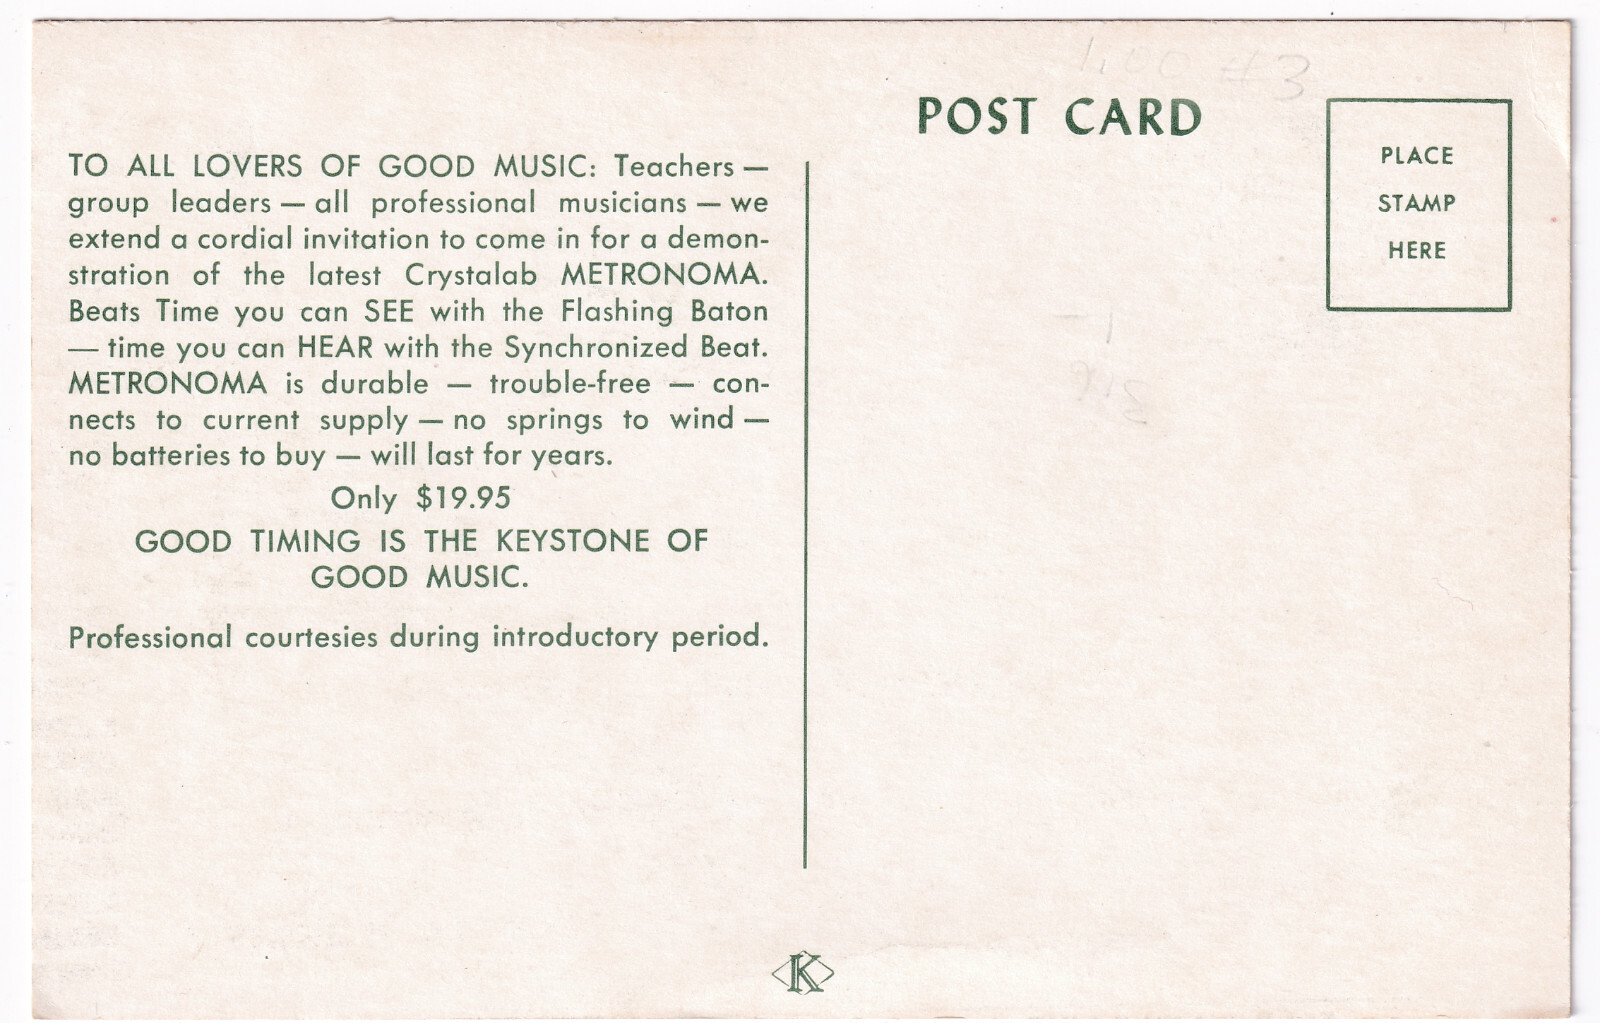 1.00 #3
POST CARD
PLACE
STAMP
HERE
TO ALL LOVERS OF GOOD MUSIC: Teachers —
group leaders — all professional musicians — we
extend a cordial invitation to come in for a demon-
stration of the latest Crystalab METRONOMA.
Beats Time you can SEE with the Flashing Baton
— time you can HEAR with the Synchronized Beat.
METRONOMA is durable — trouble-free — con-
nects to current supply — no springs to wind —
no batteries to buy — will last for years.
Only $19.95
GOOD TIMING IS THE KEYSTONE OF
GOOD MUSIC.
Professional courtesies during introductory period.
K